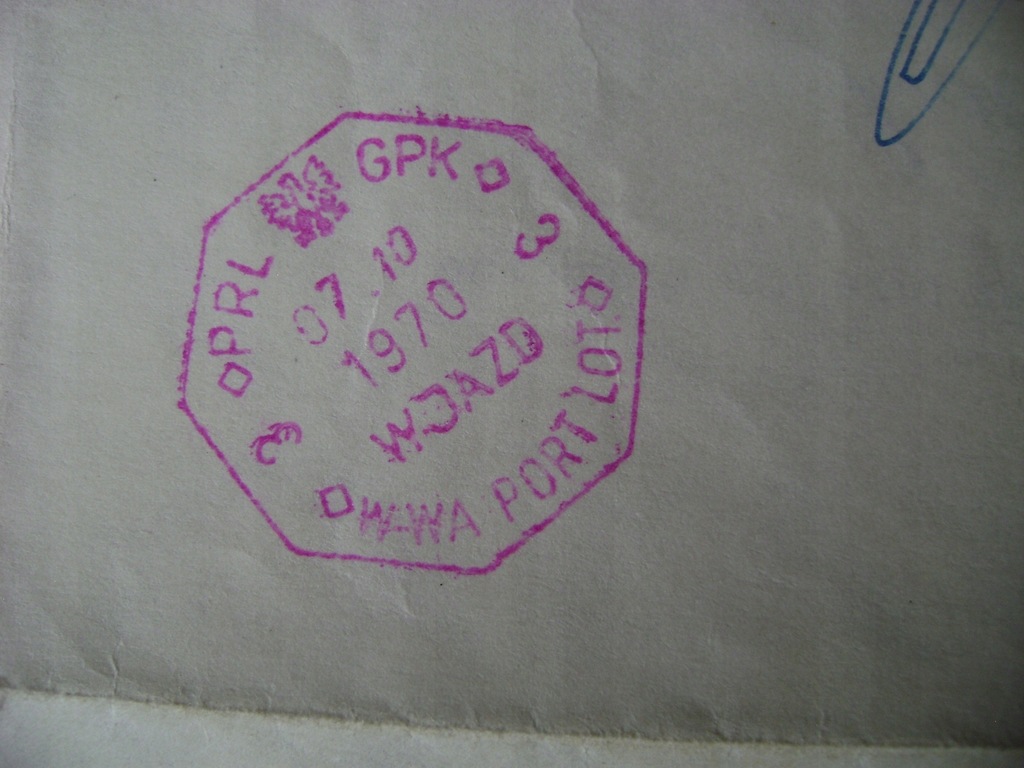 PRL GPK
3
07.10
1970
WJAZD
3
W-WA PORT LOT.